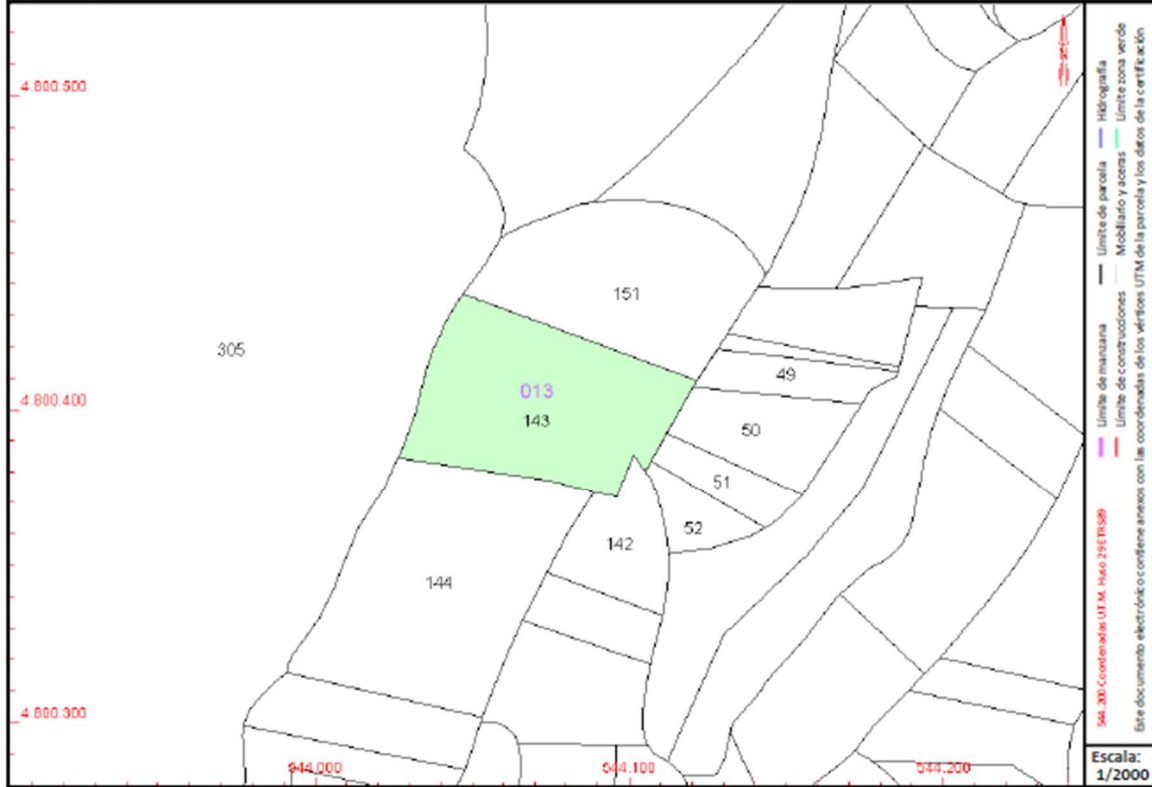 4.800.500
151
305
4.800.400
013
143
49
50
51
52
142
144
4.800.300
544.000
544.100
544.200
Límite de manzana
Límite de parcela
Hidrografía
Límite de construcciones
Mobiliario y aceras
Límite zona verde
544.200 Coordenadas U.T.M. Huso 29 ETRS89
Este documento electrónico contiene anexos con las coordenadas de los vértices UTM de la parcela y los datos de la certificación
Escala:
1/2000